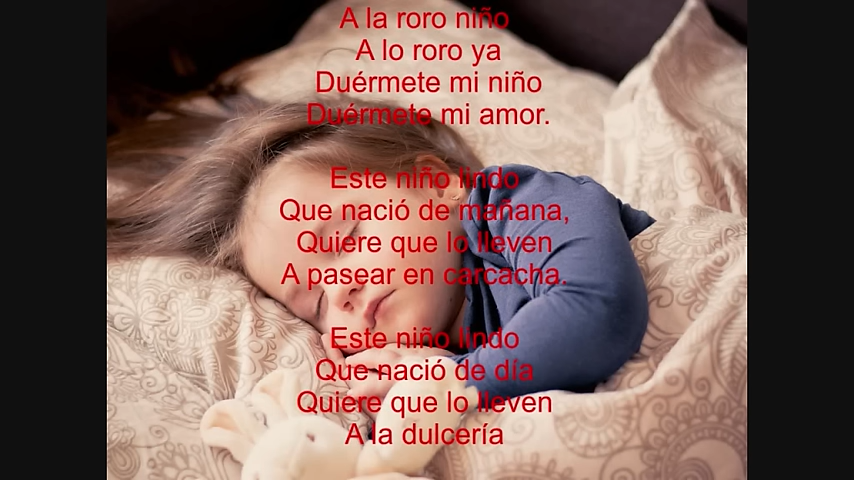 A la roro niño
A lo roro ya
Duérmete mi niño
Duérmete mi amor.
Este niño lindo
Que nació de mañana,
Quiere que lo lleven
A pasear en carcacha.
Este niño lindo
Que nació de día
Quiere que lo lleven
A la dulcería